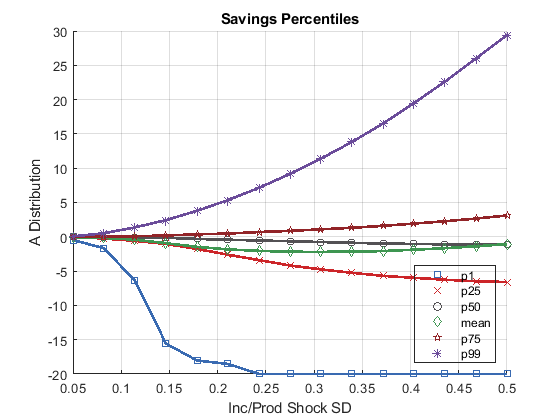 Savings Percentiles
A Distribution
30
25
20
15
10
5
0
-5
-10
-15
-20
p1
p25
p50
mean
p75
p99
0.05 0.1 0.15 0.2 0.25 0.3 0.35 0.4 0.45 0.5
Inc/Prod Shock SD